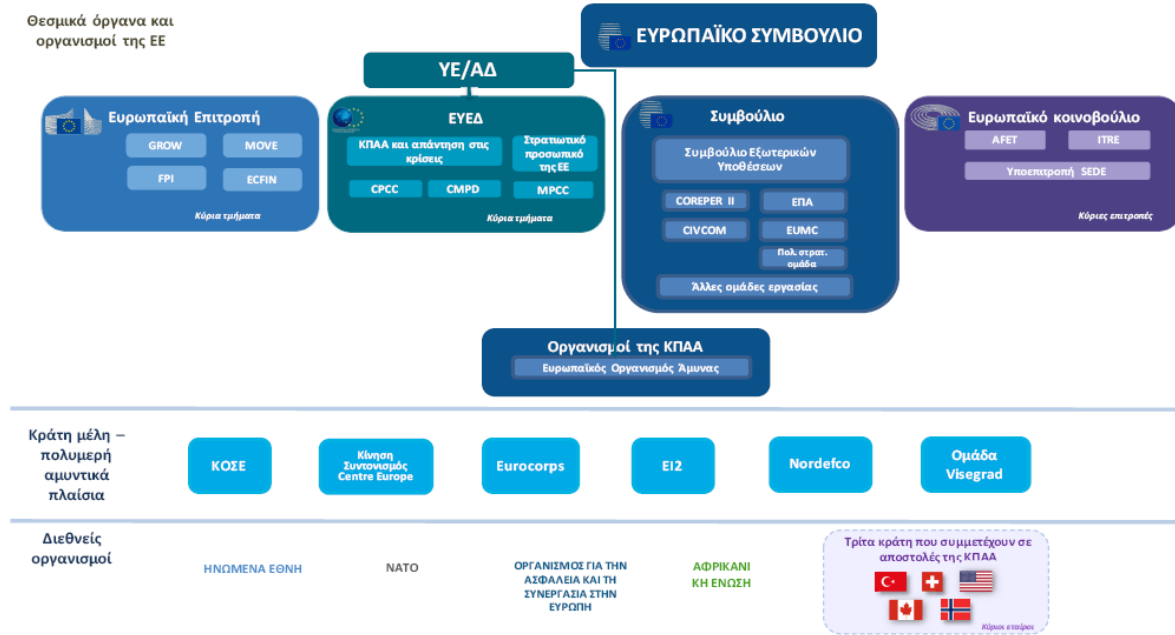 Θεσμικά όργανα και
οργανισμοί της ΕΕ
ΕΥΡΩΠΑΪΚΟ ΣΥΜΒΟΥΛΙΟ
ΥΕ/ΑΔ
Ευρωπαϊκή Επιτροπή
GROW
MOVE
FPI
ECFIN
Κύρια τμήματα
ΕΥΕΔ
ΚΠΑΑ και απάντηση στις
κρίσεις
Στρατιωτικό
προσωπικό
της ΕΕ
CPCC
CMPD
MPCC
Κύρια τμήματα
Συμβούλιο
Συμβούλιο Εξωτερικών
Υποθέσεων
COREPER II
ΕΠΑ
CIVCOM
EUMC
Πολ. στρατ.
ομάδα
Άλλες ομάδες εργασίας
Ευρωπαϊκό κοινοβούλιο
AFET
ITRE
Υποεπιτροπή SEDE
Κύριες επιτροπές
Οργανισμοί της ΚΠΑΑ
Ευρωπαϊκός Οργανισμός Άμυνας
Κράτη μέλη –
πολυμερή
αμυντικά
πλαίσια
ΚΟΣΕ
Κίνηση
Συντονισμός
Centre Europe
Eurocorps
EI2
Nordefco
Ομάδα
Visegrad
Διεθνείς
οργανισμοί
ΗΝΩΜΕΝΑ ΕΘΝΗ
NATO
ΟΡΓΑΝΙΣΜΟΣ ΓΙΑ ΤΗΝ
ΑΣΦΑΛΕΙΑ ΚΑΙ ΤΗ
ΣΥΝΕΡΓΑΣΙΑ ΣΤΗΝ
ΕΥΡΩΠΗ
ΑΦΡΙΚΑΝΙ
ΚΗ ΕΝΩΣΗ
Τρίτα κράτη που συμμετέχουν σε
αποστολές της ΚΠΑΑ
Κύριοι εταίροι